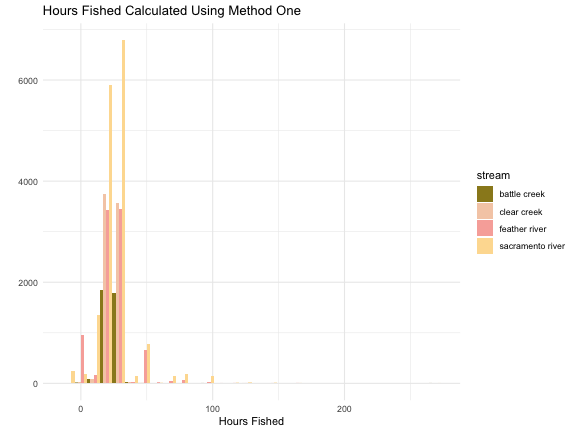 Hours Fished Calculated Using Method One
6000
4000
2000
0
0 100 200
Hours Fished
stream
battle creek
clear creek
feather river
sacramento river